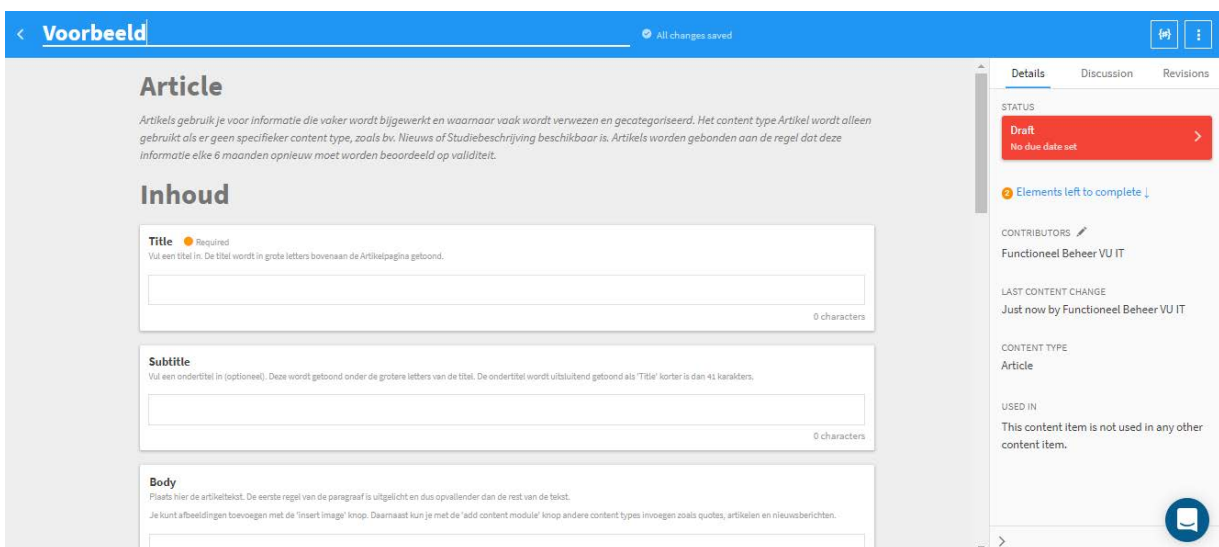 Voorbeeld
All changes saved
{#}
Article
Artikels gebruik je voor informatie die vaker wordt bijgewerkt en waarnaar vaak wordt verwezen en gecategoriseerd. Het content type Artikel wordt alleen
gebruikt als er geen specifieker content type, zoals bv. Nieuws of Studiebeschrijving beschikbaar is. Artikels worden gebonden aan de regel dat deze
informatie elke 6 maanden opnieuw moet worden beoordeeld op validiteit.
Inhoud
Title Required
Vul een titel in. De titel wordt in grote letters bovenaan de Artikelpagina getoond.
0 characters
Subtitle
Vul een ondertitel in (optioneel). Deze wordt getoond onder de grotere letters van de titel. De ondertitel wordt uitsluitend getoond als 'Title' korter is dan 41 karakters.
0 characters
Body
Plaats hier de artikeltekst. De eerste regel van de paragraaf is uitgelicht en dus opvallender dan de rest van de tekst.
Je kunt afbeeldingen toevoegen met de 'insert image' knop. Daarnaast kun je met de 'add content module' knop andere content types invoegen zoals quotes, artikelen en nieuwsberichten.
Details Discussion Revisions
STATUS
Draft
No due date set
2 Elements left to complete ↓
CONTRIBUTORS
Functioneel Beheer VU IT
LAST CONTENT CHANGE
Just now by Functioneel Beheer VU IT
CONTENT TYPE
Article
USED IN
This content item is not used in any other
content item.